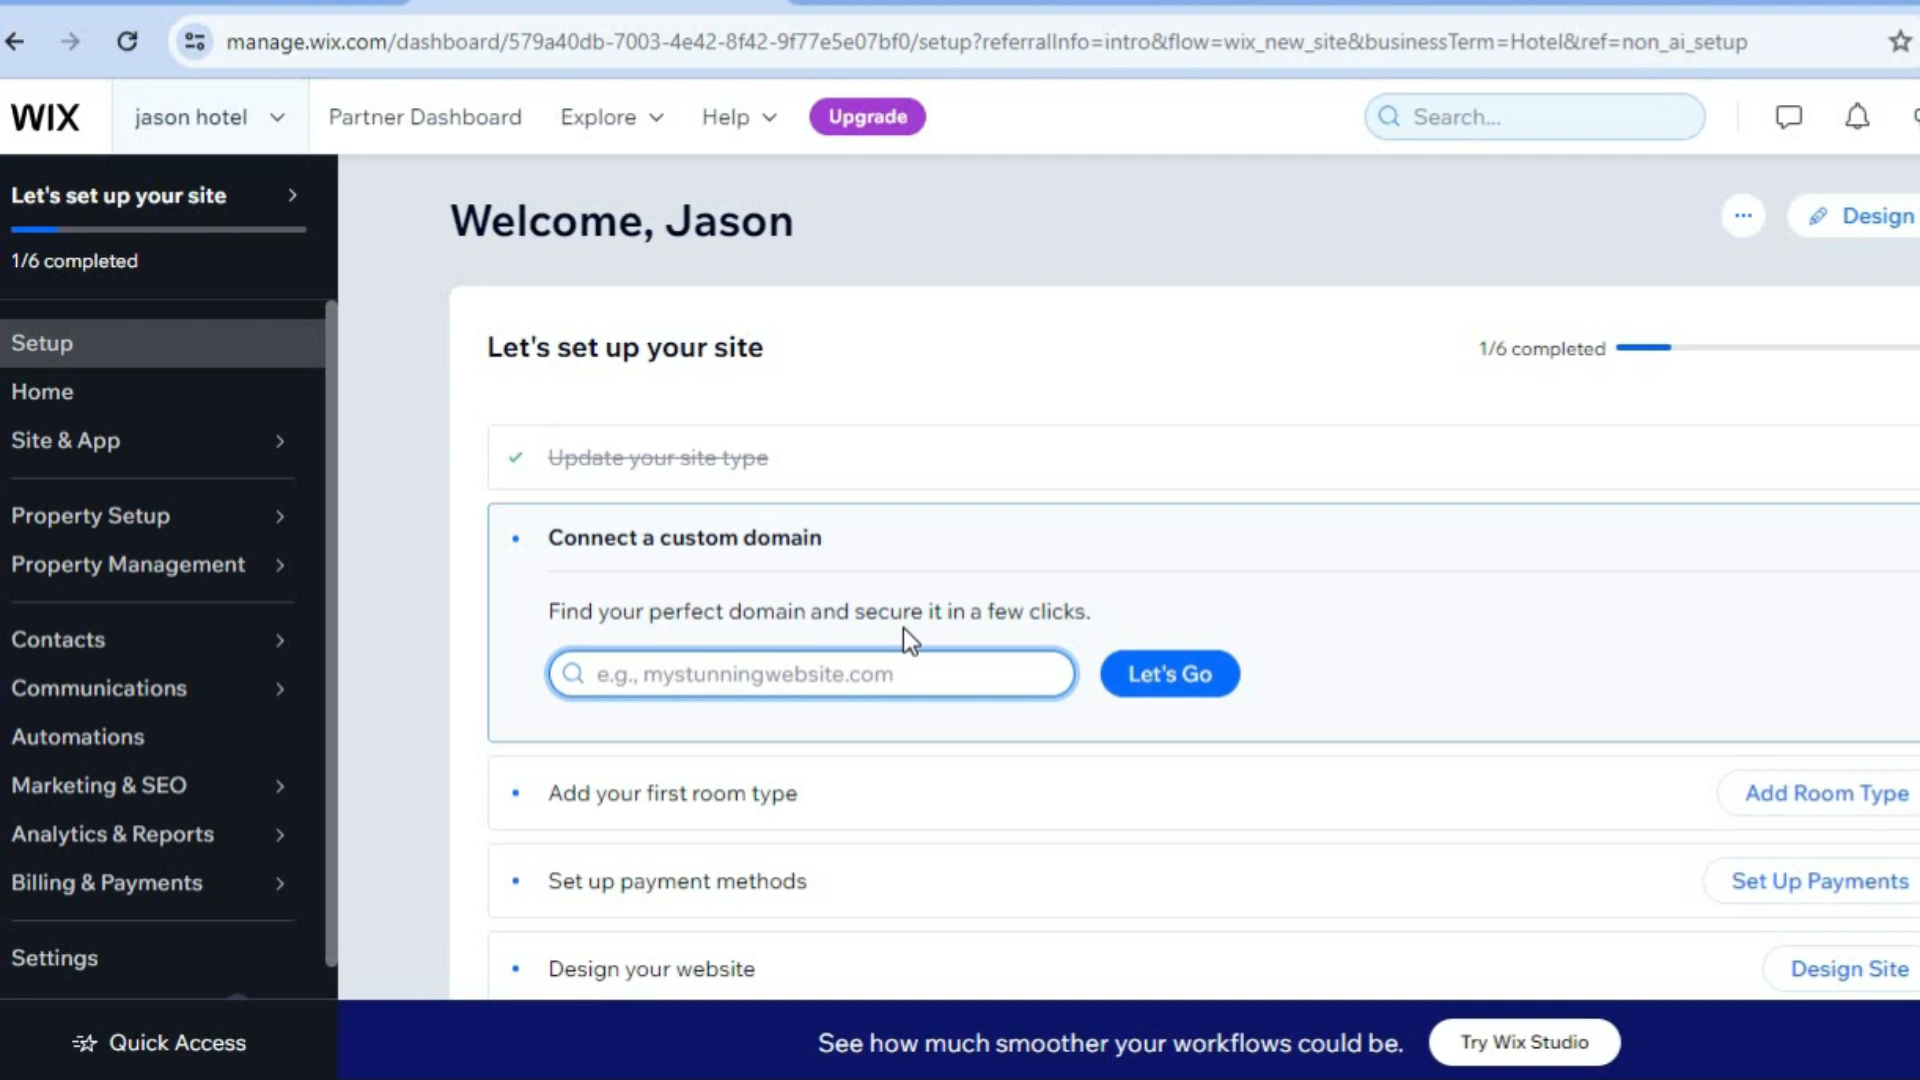 manage.wix.com/dashboard/579a40db-7003-4e42-8f42-9f77e5e07bf0/setup?referralInfo=intro&flow=wix_new_site&businessTerm=Hotel&ref=non_ai_setup
WIX
jason hotel
Partner Dashboard
Explore
Help
Upgrade
Search...
Let's set up your site
1/6 completed
Setup
Home
Site & App
Property Setup
Property Management
Contacts
Communications
Automations
Marketing & SEO
Analytics & Reports
Billing & Payments
Settings
Quick Access
Welcome, Jason
Design
Let's set up your site
1/6 completed
Update your site type
Connect a custom domain
Find your perfect domain and secure it in a few clicks.
e.g., mystunningwebsite.com
Let's Go
Add your first room type
Add Room Type
Set up payment methods
Set Up Payments
Design your website
Design Site
See how much smoother your workflows could be.
Try Wix Studio